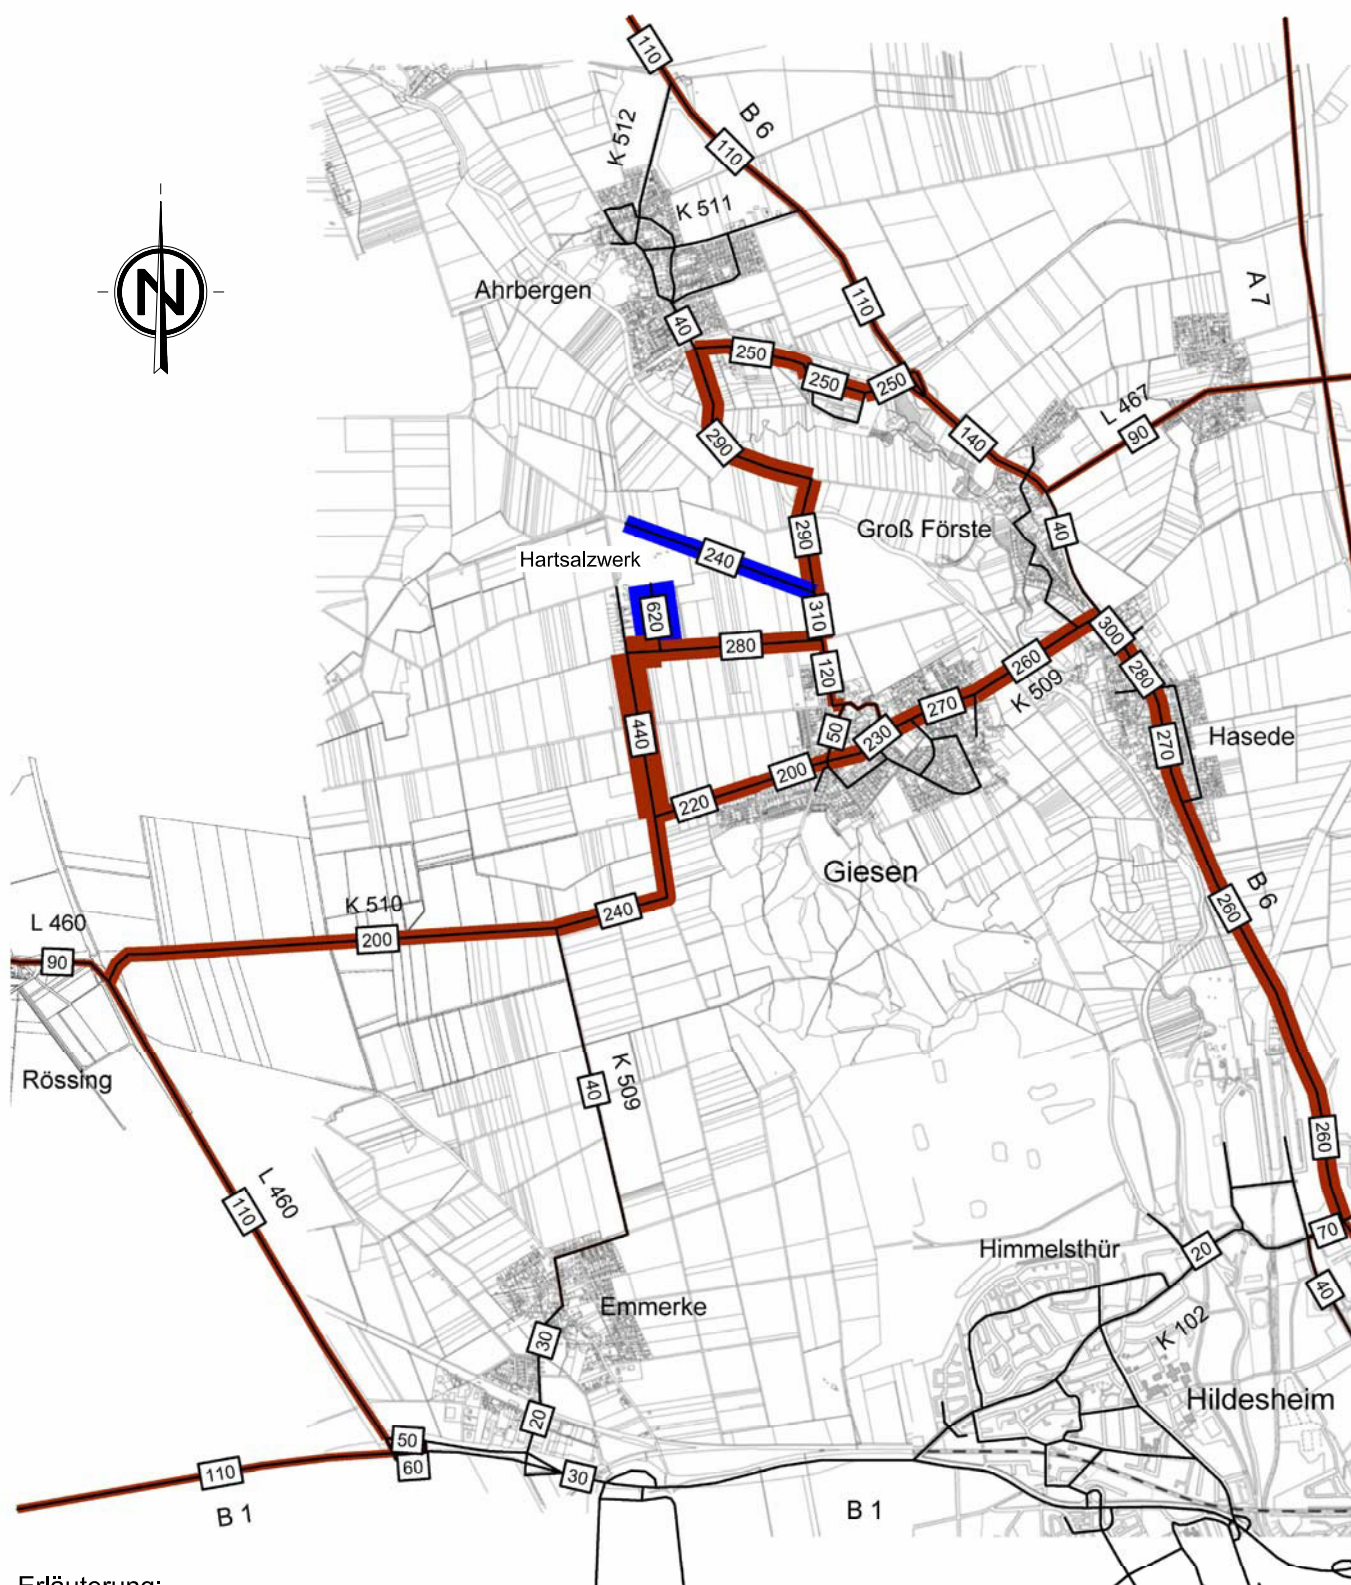 110
B 6
K 512
110
K 511
N
Ahrbergen
A 7
110
40
250
250
250
L 467
90
140
290
290
Groß Förste
40
Hartsalzwerk
240
620
310
300
280
260
280
120
K 509
270
440
50
230
270
Hasede
200
220
Giesen
B 6
260
K 510
240
200
L 460
90
Rössing
K 509
40
260
L 460
110
70
20
Himmelsthür
40
Emmerke
30
K 102
Hildesheim
20
50
60
110
30
B 1
B 1
Erläuterung: